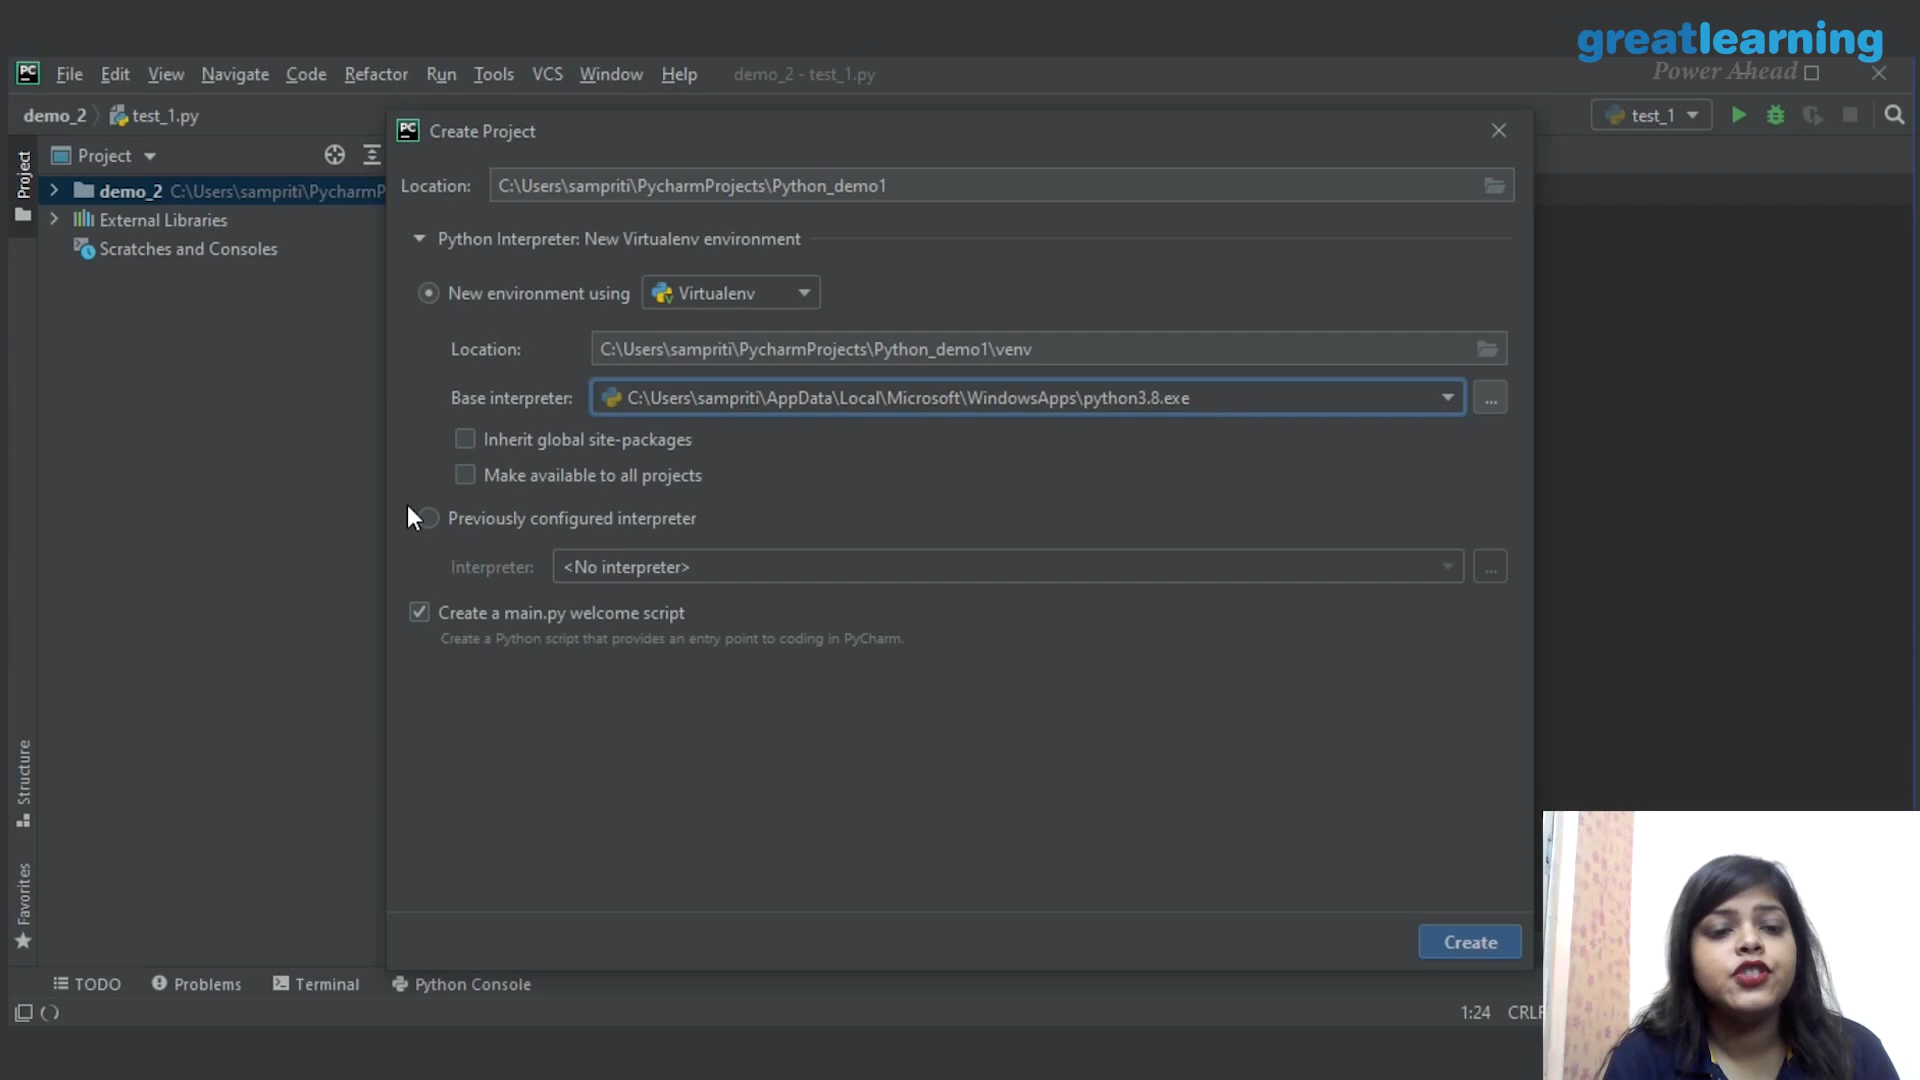 greatlearning
Power Ahead
PC File Edit View Navigate Code Refactor Run Tools VCS Window Help demo_2 - test_1.py
demo_2 test_1.py
test_1
PC Create Project
Project
Project
Location: C:\Users\sampriti\PycharmProjects\Python_demo1
demo_2 C:\Users\sampriti\PycharmP
External Libraries
Scratches and Consoles
Python Interpreter: New Virtualenv environment
New environment using Virtualenv
Location: C:\Users\sampriti\PycharmProjects\Python_demo1\venv
Base interpreter: C:\Users\sampriti\AppData\Local\Microsoft\WindowsApps\python3.8.exe ...
Inherit global site-packages
Make available to all projects
Previously configured interpreter
Interpreter: <No interpreter> ...
Create a main.py welcome script
Create a Python script that provides an entry point to coding in PyCharm.
Structure
Favorites
Create
TODO Problems Terminal Python Console
1:24 CRLF